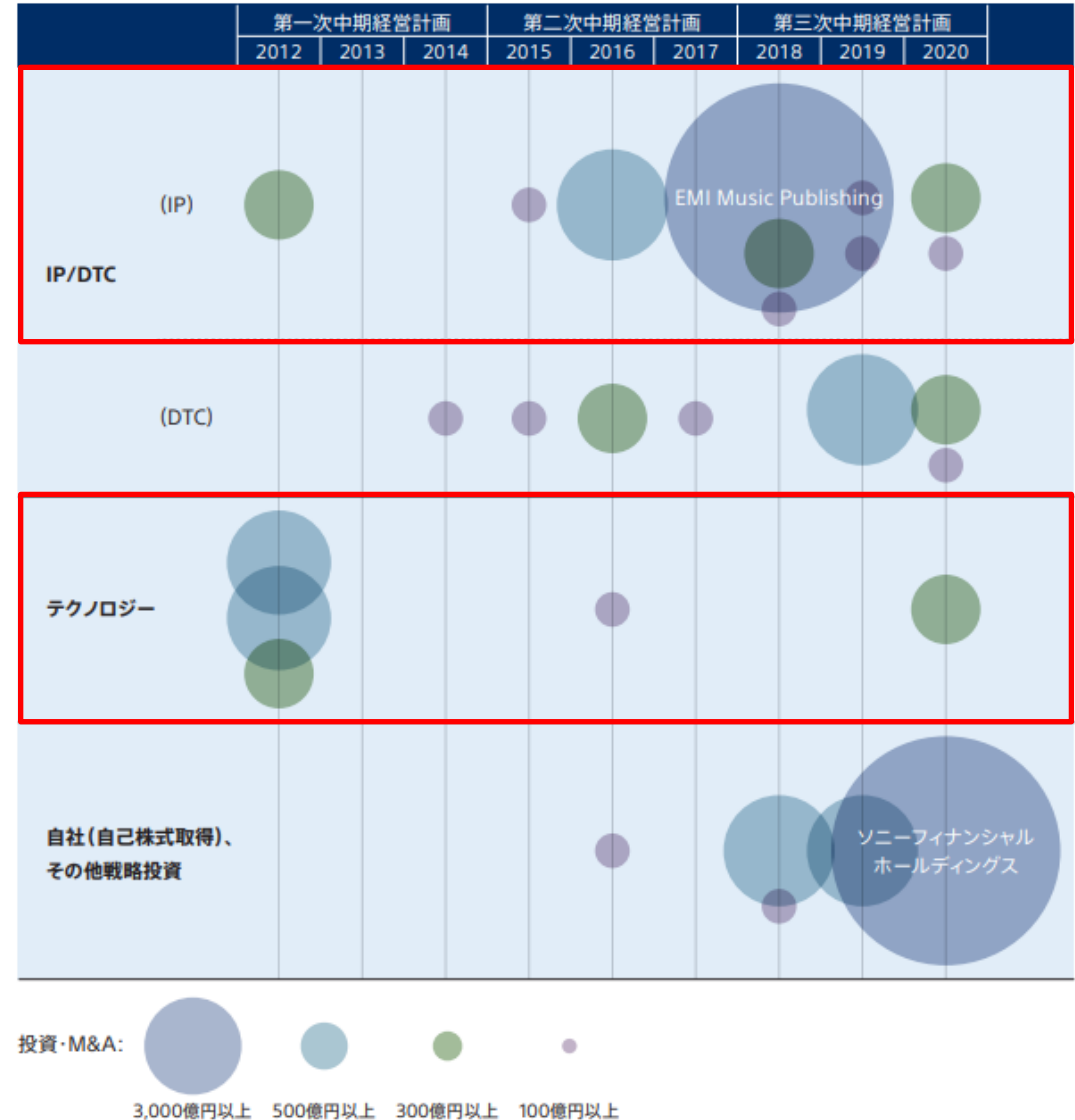 第一次中期経営計画 第二次中期経営計画 第三次中期経営計画
2012 2013 2014 2015 2016 2017 2018 2019 2020
(IP)
EMI Music Publishing
IP/DTC
(DTC)
テクノロジー
自社(自己株式取得)、
その他戦略投資
ソニーフィナンシャル
ホールディングス
投資・M&A:
3,000億円以上 500億円以上 300億円以上 100億円以上